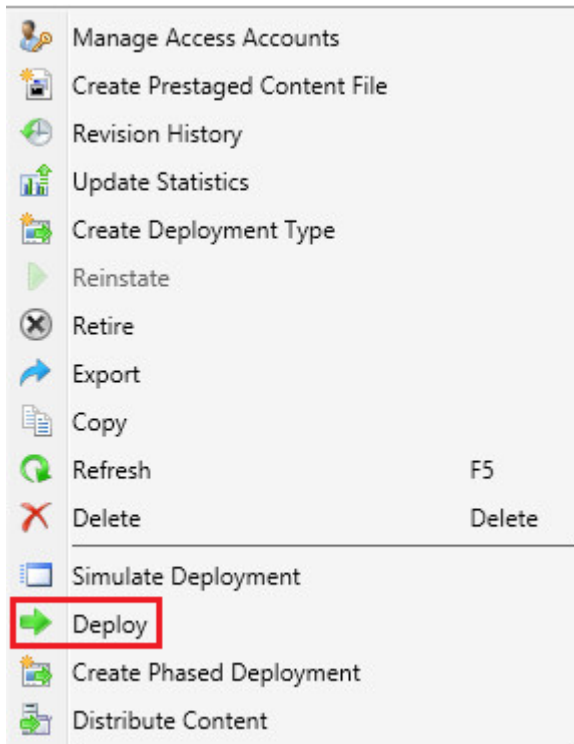 Manage Access Accounts
Create Prestaged Content File
Revision History
Update Statistics
Create Deployment Type
Reinstate
Retire
Export
Copy
Refresh F5
Delete Delete
Simulate Deployment
Deploy
Create Phased Deployment
Distribute Content